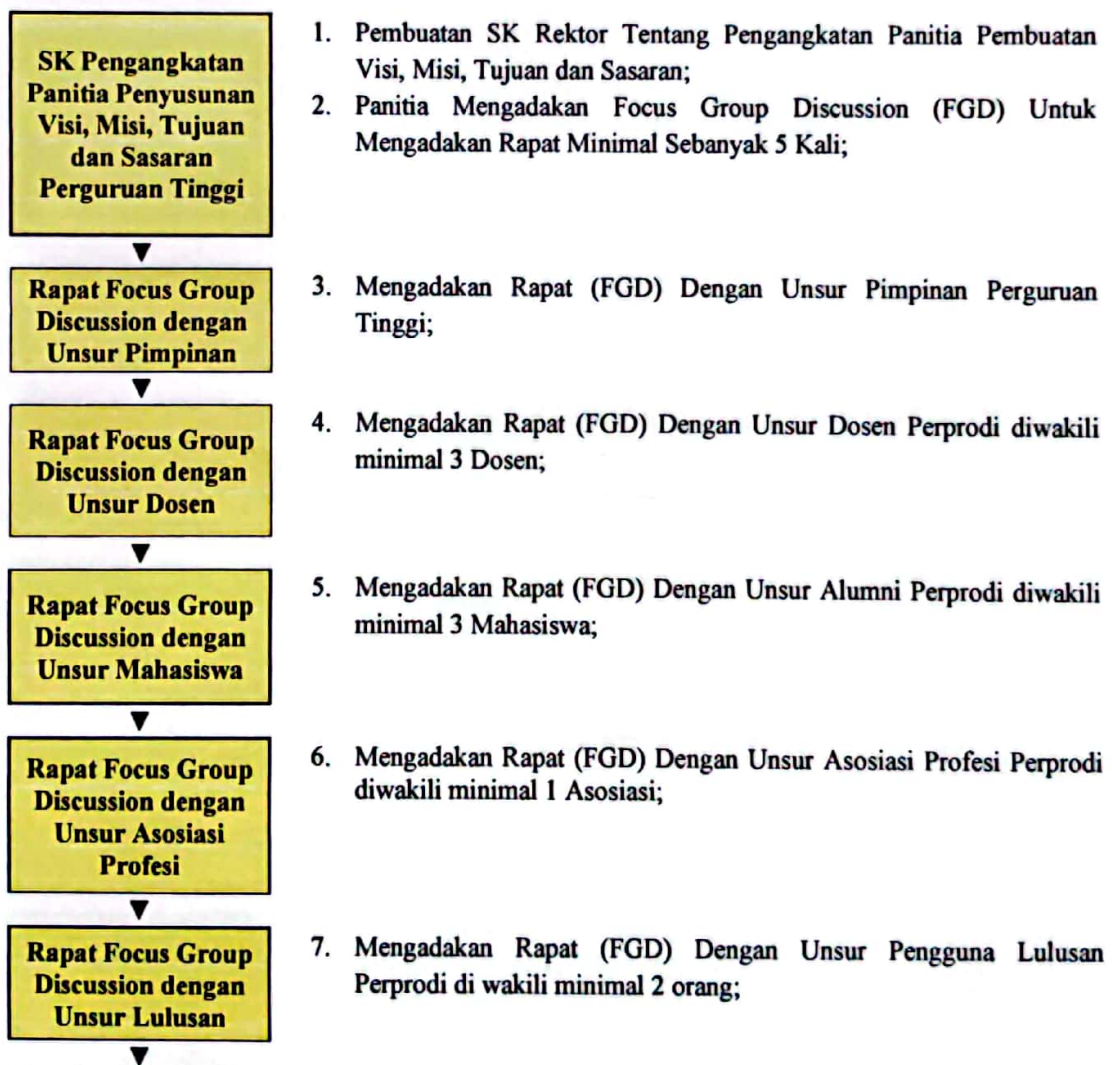 SK Pengangkatan
Panitia Penyusunan
Visi, Misi, Tujuan
dan Sasaran
Perguruan Tinggi
1. Pembuatan SK Rektor Tentang Pengangkatan Panitia Pembuatan
Visi, Misi, Tujuan dan Sasaran;
2. Panitia Mengadakan Focus Group Discussion (FGD) Untuk
Mengadakan Rapat Minimal Sebanyak 5 Kali;
Rapat Focus Group
Discussion dengan
Unsur Pimpinan
3. Mengadakan Rapat (FGD) Dengan Unsur Pimpinan Perguruan
Tinggi;
Rapat Focus Group
Discussion dengan
Unsur Dosen
4. Mengadakan Rapat (FGD) Dengan Unsur Dosen Perprodi diwakili
minimal 3 Dosen;
Rapat Focus Group
Discussion dengan
Unsur Mahasiswa
5. Mengadakan Rapat (FGD) Dengan Unsur Alumni Perprodi diwakili
minimal 3 Mahasiswa;
Rapat Focus Group
Discussion dengan
Unsur Asosiasi
Profesi
6. Mengadakan Rapat (FGD) Dengan Unsur Asosiasi Profesi Perprodi
diwakili minimal 1 Asosiasi;
Rapat Focus Group
Discussion dengan
Unsur Lulusan
7. Mengadakan Rapat (FGD) Dengan Unsur Pengguna Lulusan
Perprodi di wakili minimal 2 orang;